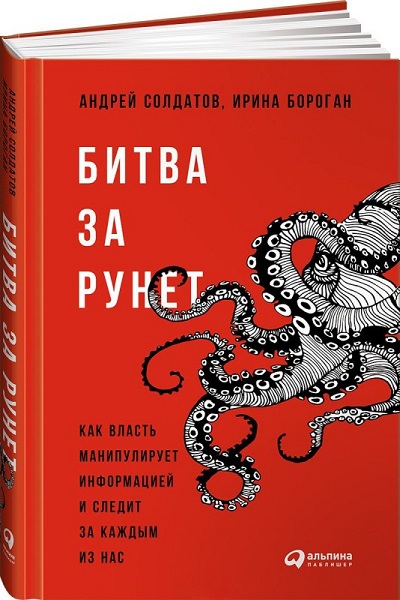 АНДРЕЙ СОЛДАТОВ, ИРИНА БОРОГАН
БИТВА
ЗА
РУНЕТ
КАК ВЛАСТЬ
МАНИПУЛИРУЕТ
ИНФОРМАЦИЕЙ
И СЛЕДИТ
ЗА КАЖДЫМ
ИЗ НАС
альпина
ПАБЛИШЕР
АНДРЕЙ СОЛДАТОВ
ИРИНА БОРОГАН
БИТВА ЗА РУНЕТ